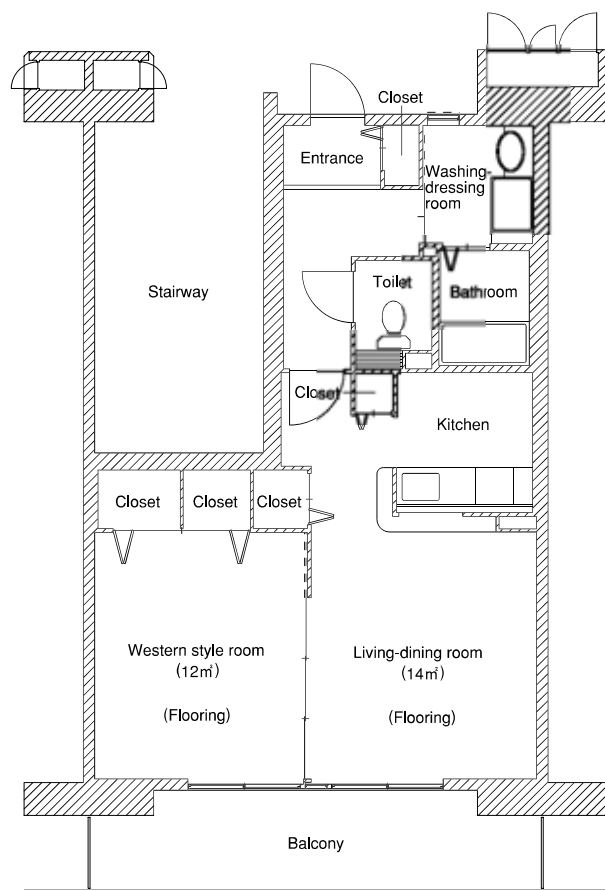 Closet
Entrance
Washing-
dressing
room
Stairway
Toilet
Bathroom
Closet
Kitchen
Closet
Closet
Closet
Western style room
(12㎡)
(Flooring)
Living-dining room
(14㎡)
(Flooring)
Balcony